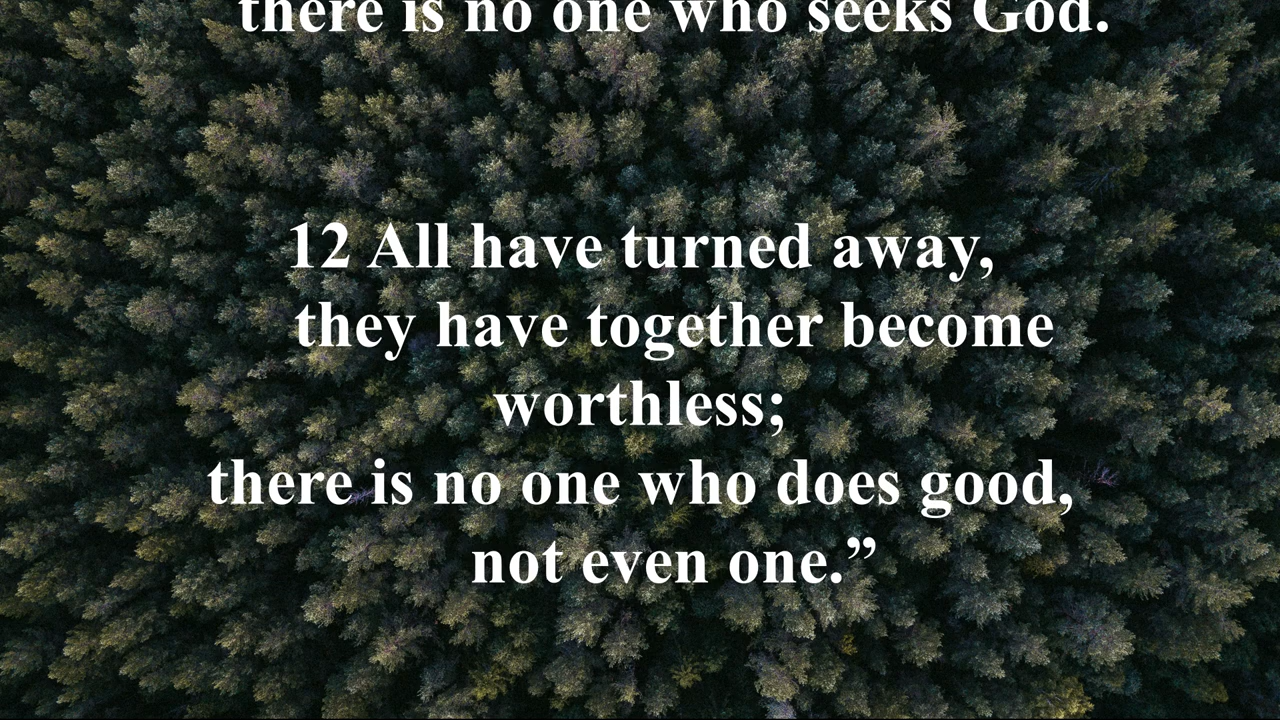 there is no one who seeks God.
12 All have turned away,
they have together become
worthless;
there is no one who does good,
not even one.”